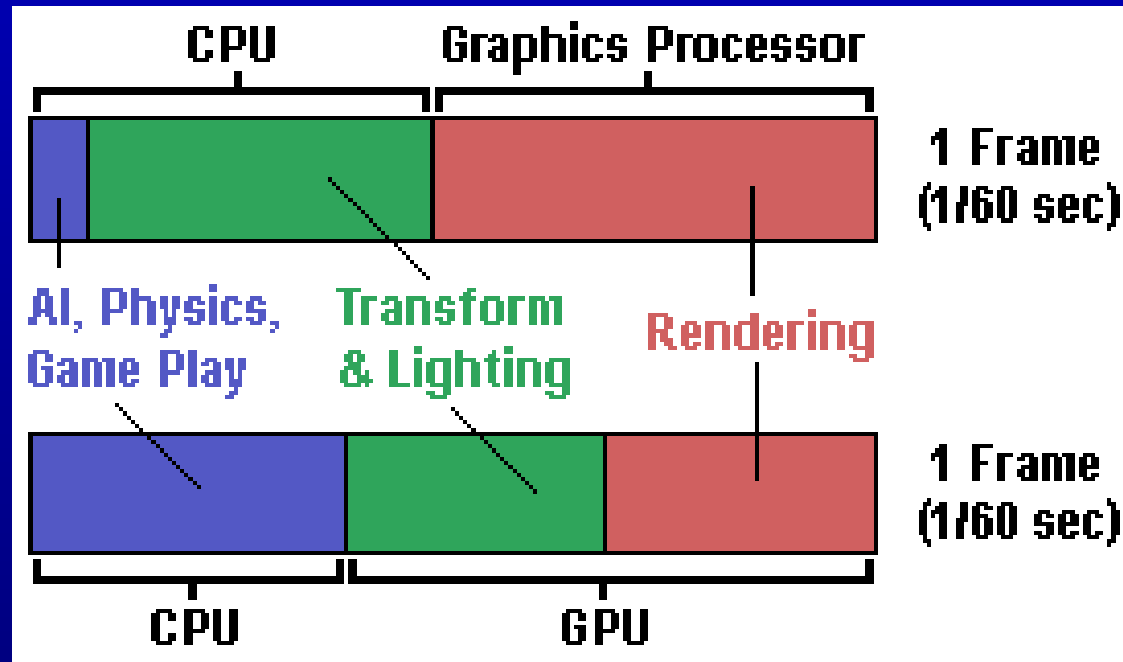 CPU
Graphics Processor
1 Frame
(1/60 sec)
AI, Physics,
Game Play
Transform
& Lighting
Rendering
1 Frame
(1/60 sec)
CPU
GPU